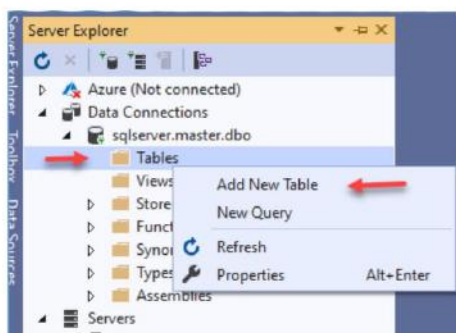 Server Explorer
Azure (Not connected)
Data Connections
sqlserver.master.dbo
Tables
Views
Store
Funct
Synor
Types
Assemblies
Servers
Add New Table
New Query
Refresh
Properties Alt+Enter
Server Explorer
Toolbox
Data Sources